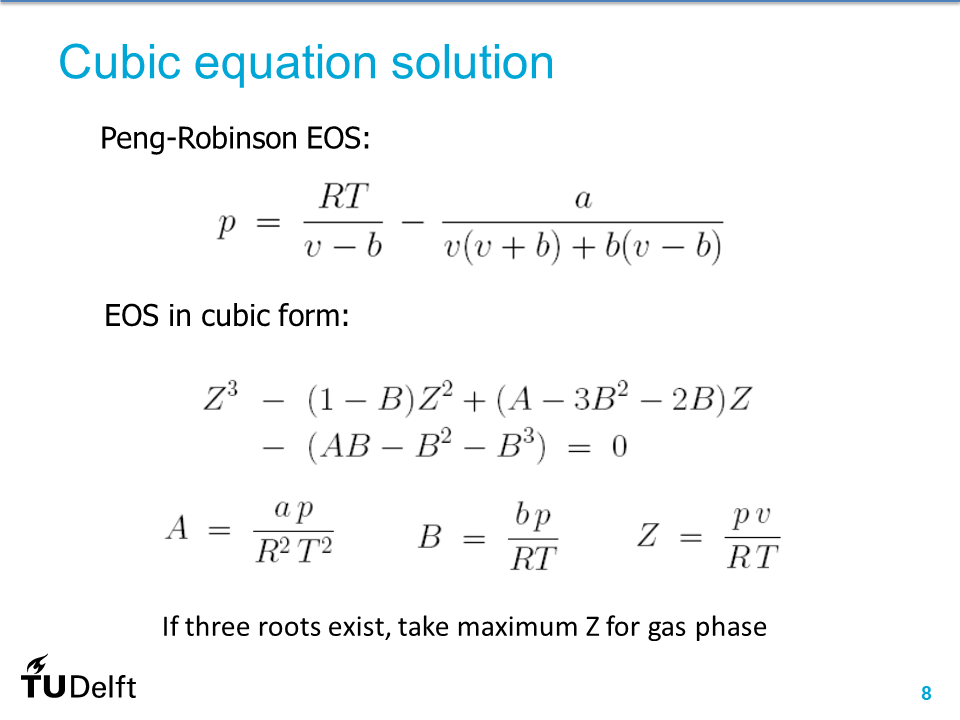 Cubic equation solution
Peng-Robinson EOS:
p = \frac{RT}{v - b} - \frac{a}{v(v + b) + b(v - b)}
EOS in cubic form:
Z^3 - (1 - B)Z^2 + (A - 3B^2 - 2B)Z
- (AB - B^2 - B^3) = 0
A = \frac{a p}{R^2 T^2} B = \frac{b p}{RT} Z = \frac{p v}{R T}
If three roots exist, take maximum Z for gas phase
TUDelft
8